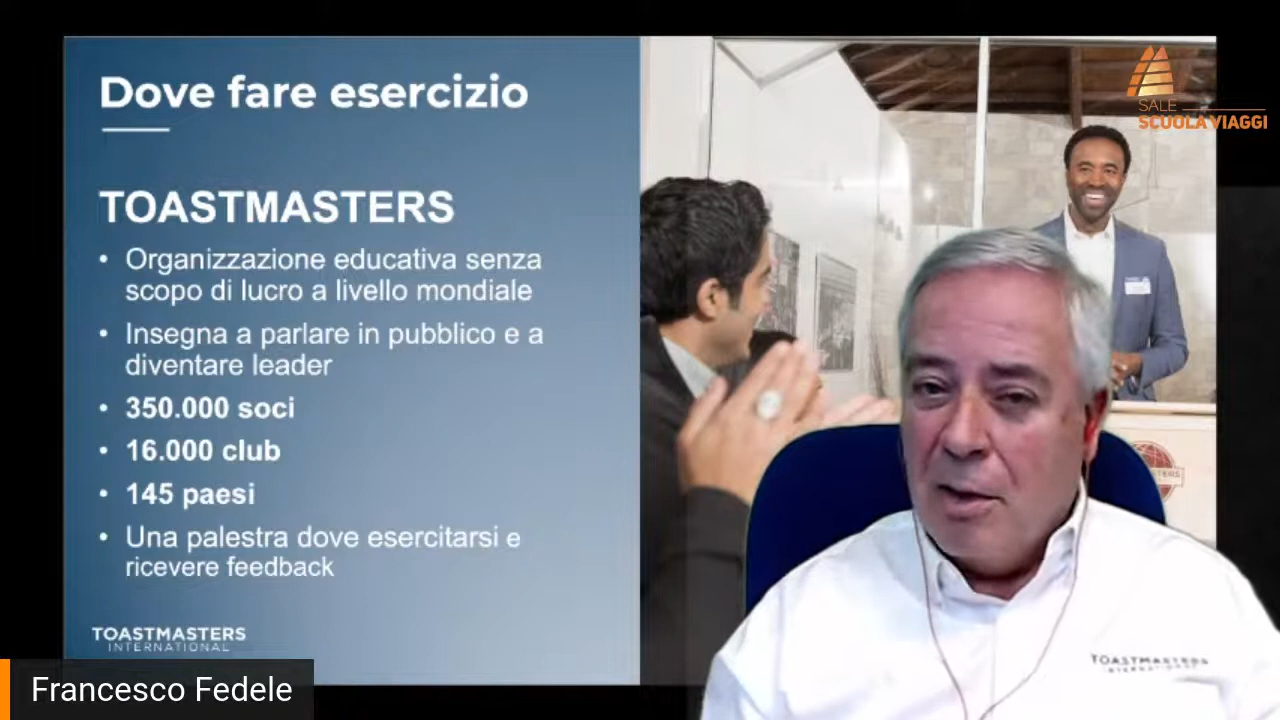 Dove fare esercizio
SALE
SCUOLA VIAGGI
TOASTMASTERS
• Organizzazione educativa senza
scopo di lucro a livello mondiale
• Insegna a parlare in pubblico e a
diventare leader
• 350.000 soci
• 16.000 club
• 145 paesi
• Una palestra dove esercitarsi e
ricevere feedback
TOASTMASTERS
INTERNATIONAL
TOASTMASTERS
INTERNATIONAL
Francesco Fedele